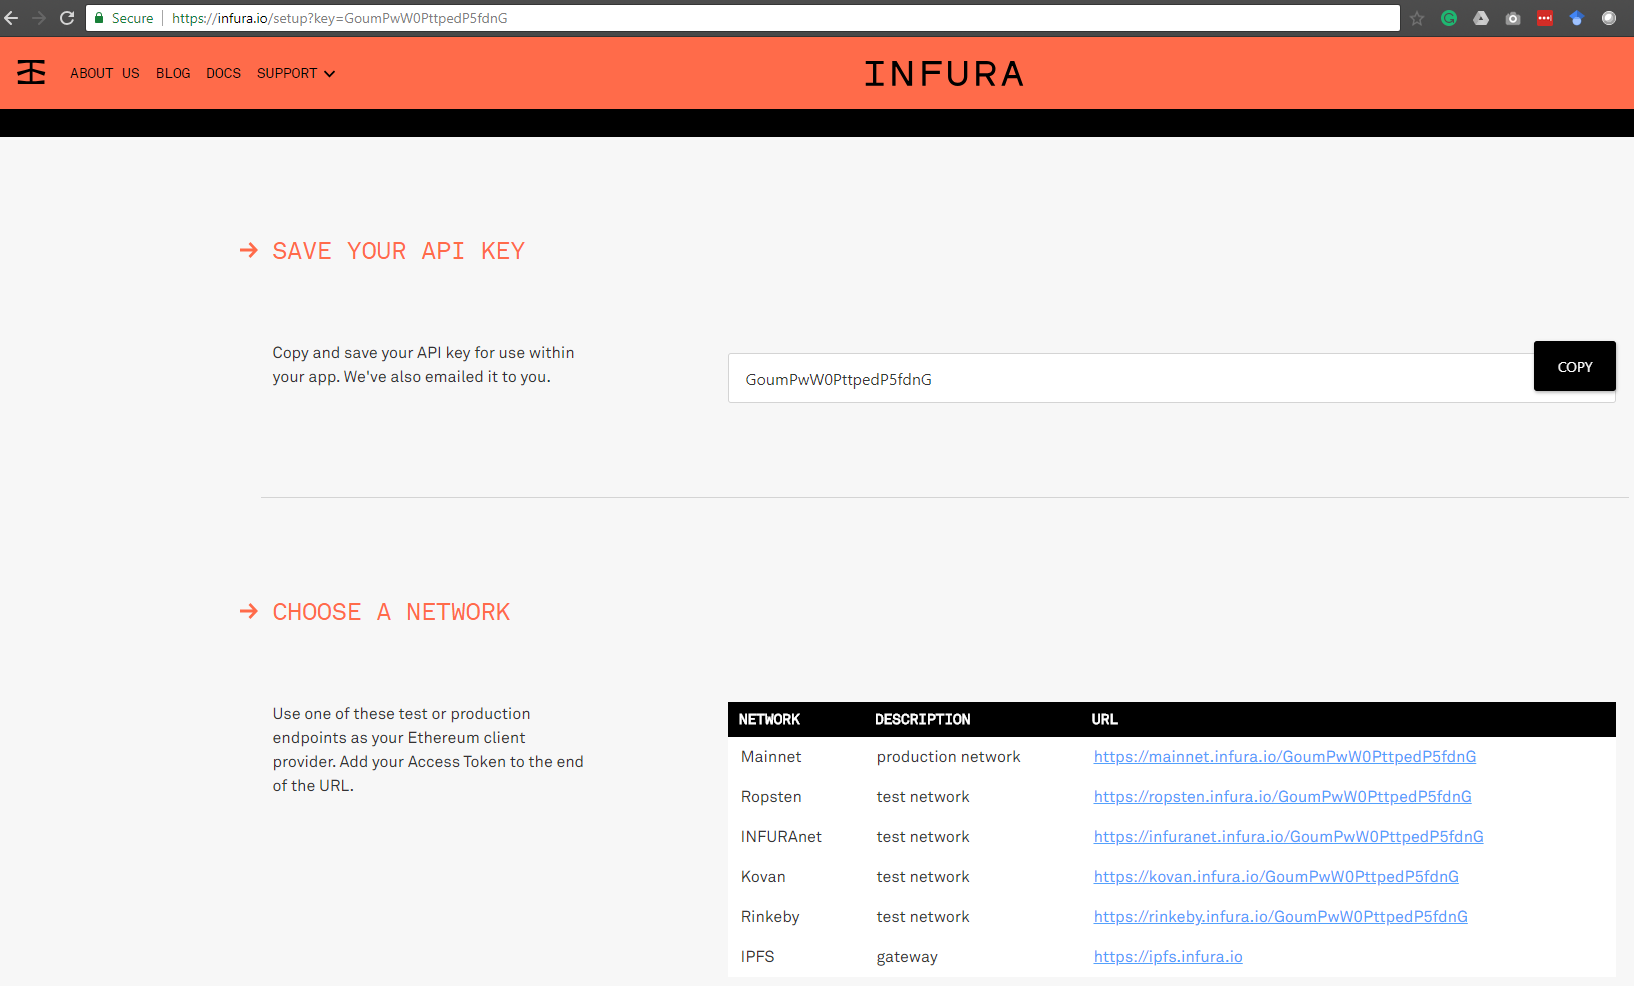 Secure https://infura.io/setup?key=GoumPwW0PttpedP5fdnG
ABOUT US BLOG DOCS SUPPORT
INFURA
SAVE YOUR API KEY
Copy and save your API key for use within
your app. We've also emailed it to you.
GoumPwW0PttpedP5fdnG
COPY
CHOOSE A NETWORK
Use one of these test or production
endpoints as your Ethereum client
provider. Add your Access Token to the end
of the URL.
NETWORK DESCRIPTION URL
Mainnet production network https://mainnet.infura.io/GoumPwW0PttpedP5fdnG
Ropsten test network https://ropsten.infura.io/GoumPwW0PttpedP5fdnG
INFURAnet test network https://infuranet.infura.io/GoumPwW0PttpedP5fdnG
Kovan test network https://kovan.infura.io/GoumPwW0PttpedP5fdnG
Rinkeby test network https://rinkeby.infura.io/GoumPwW0PttpedP5fdnG
IPFS gateway https://ipfs.infura.io